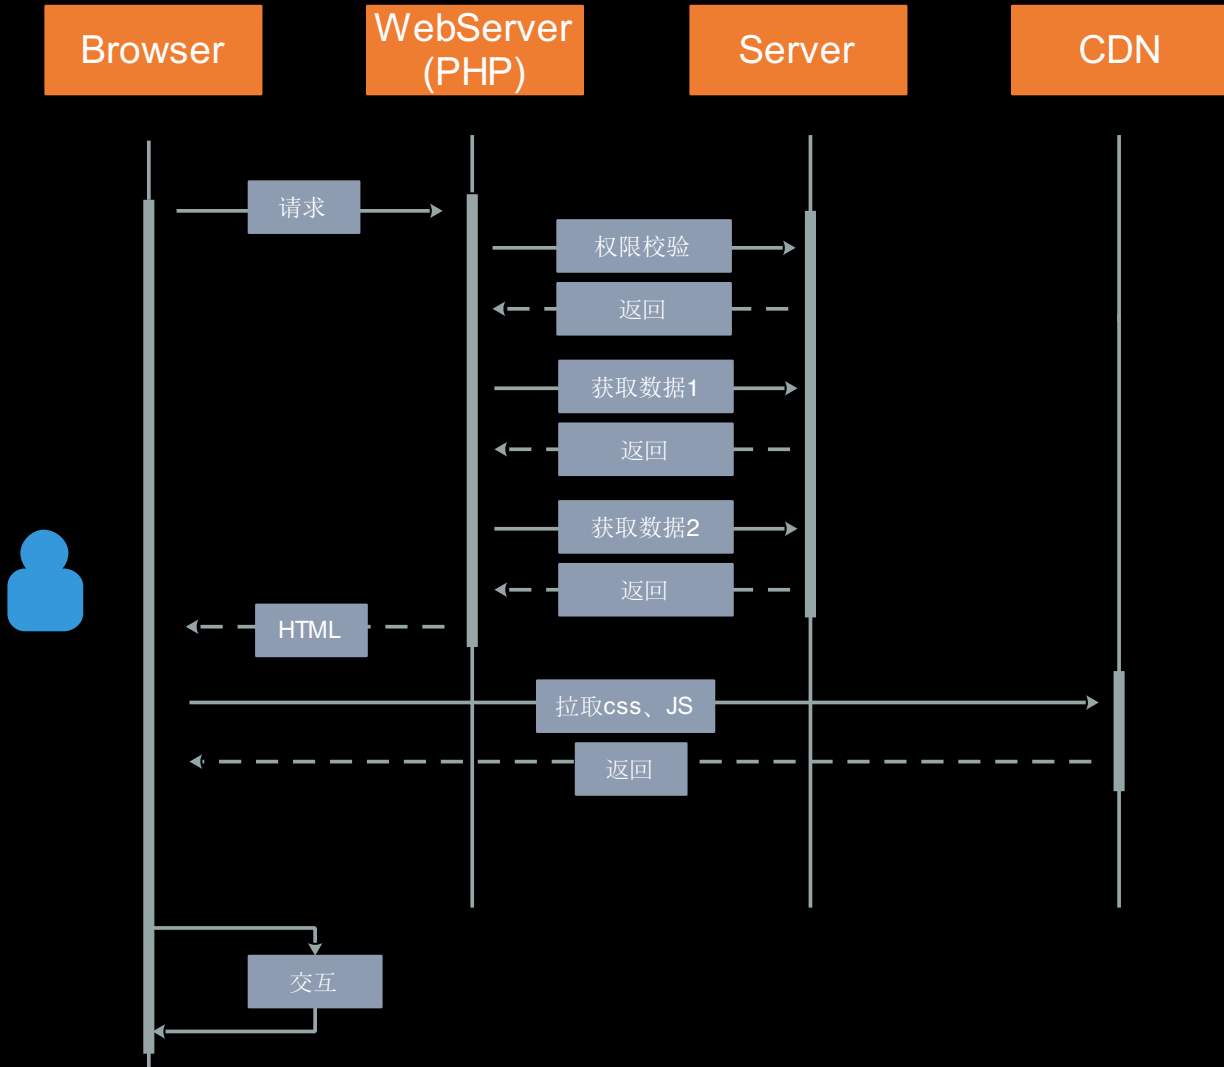 Browser
WebServer
(PHP)
Server
CDN
请求
权限校验
返回
获取数据1
返回
获取数据2
返回
HTML
拉取css、JS
返回
交互